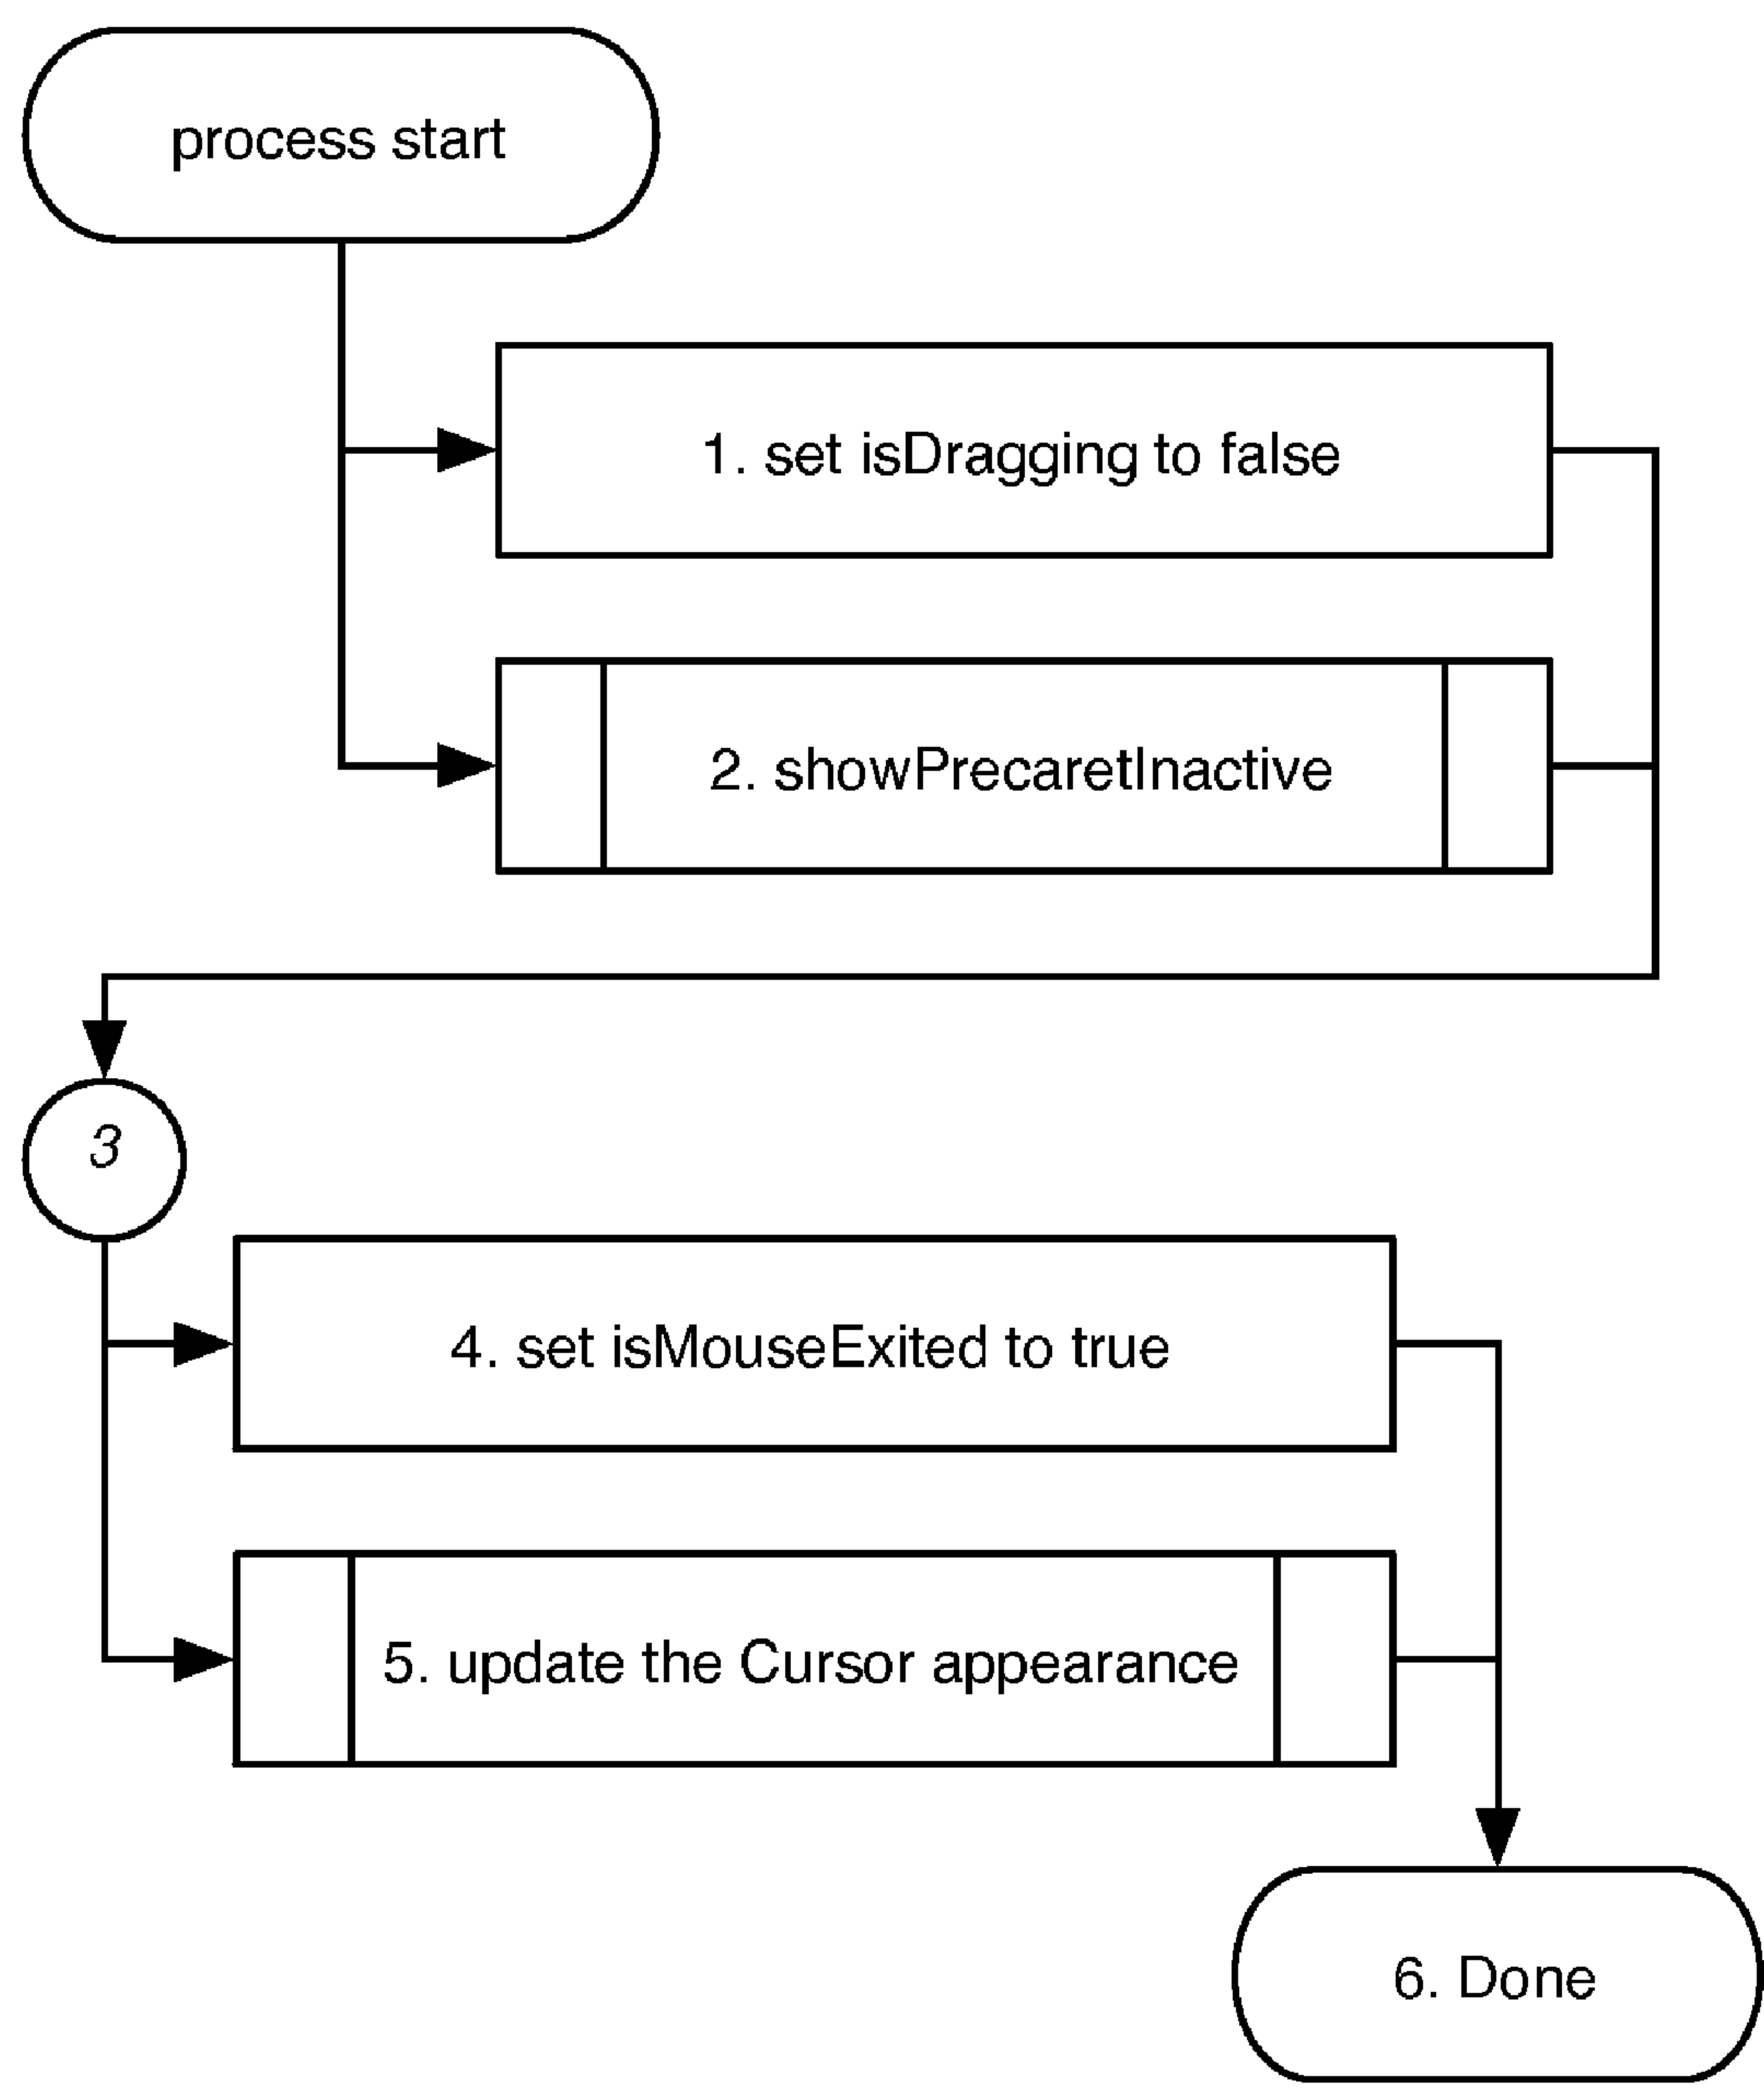 process start
1. set isDragging to false
2. showPrecaretInactive
3
4. set isMouseExited to true
5. update the Cursor appearance
6. Done